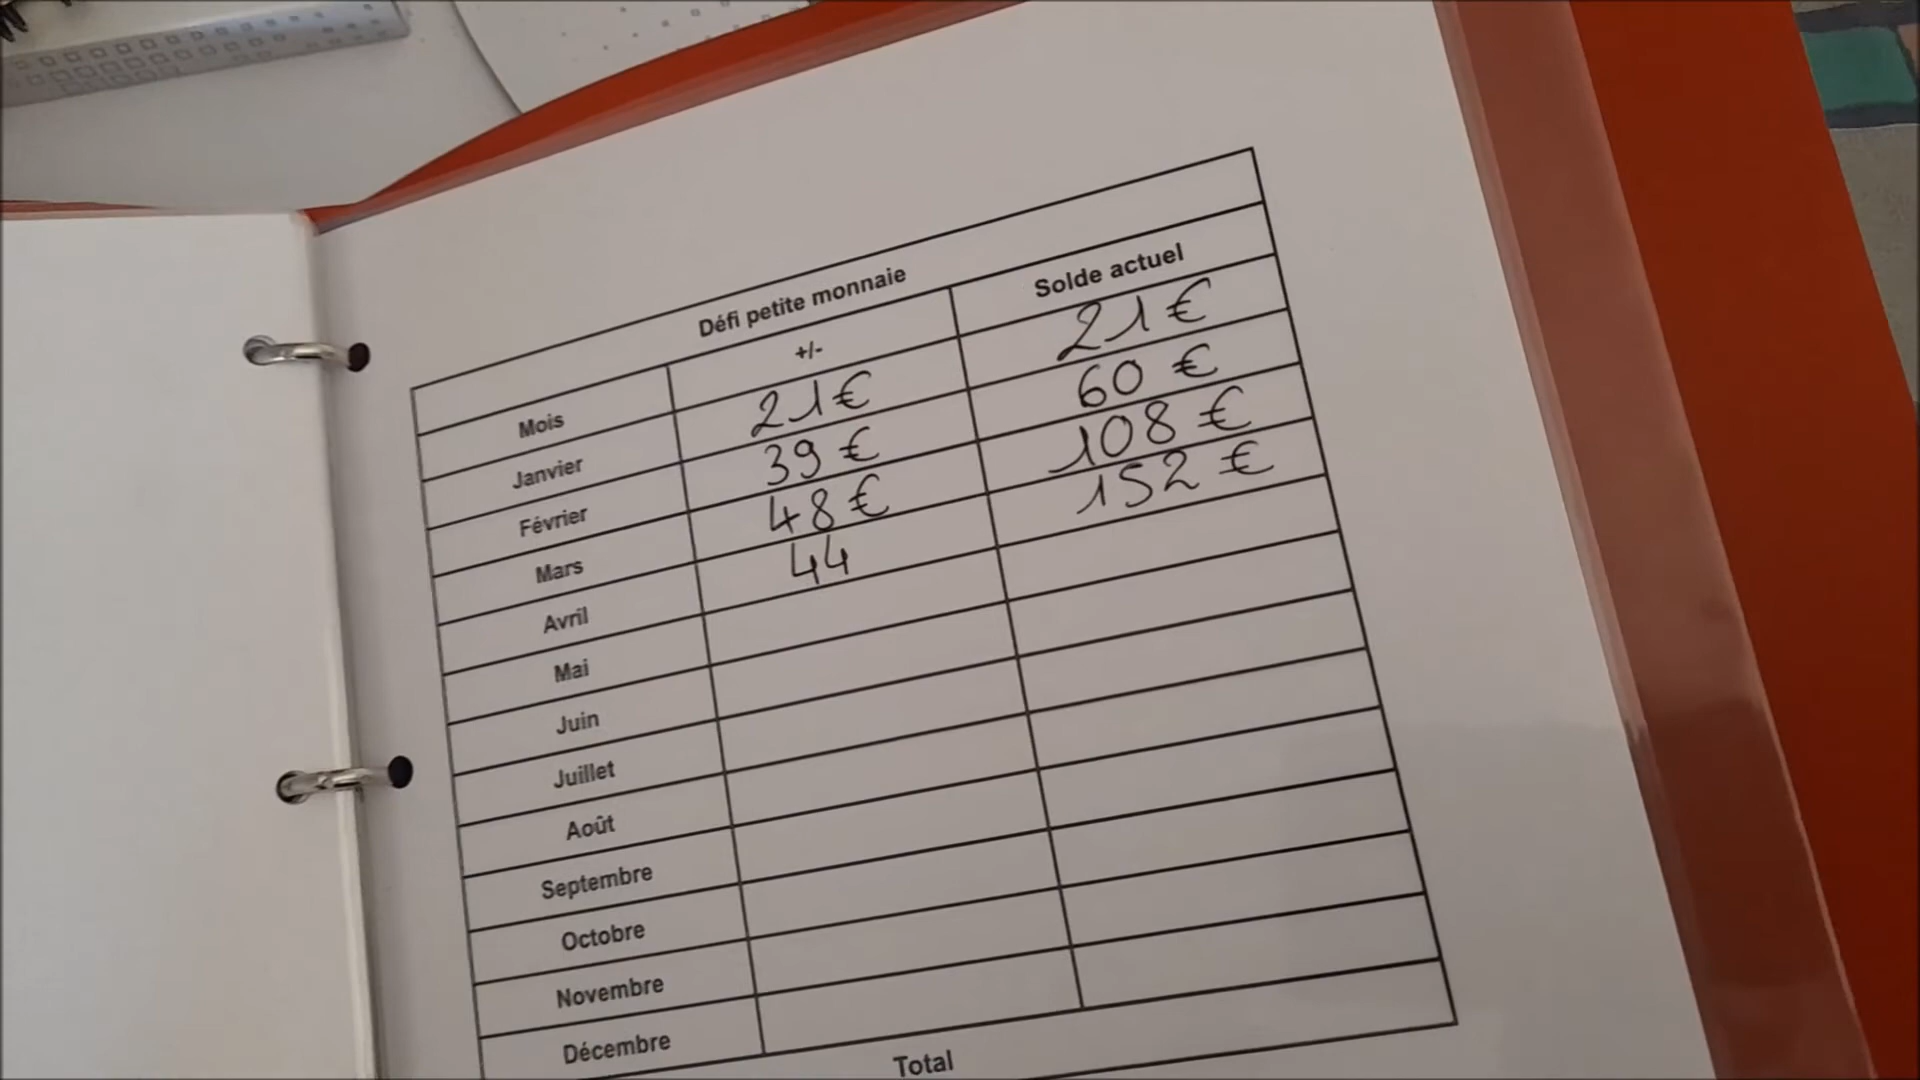 Défi petite monnaie
Mois +/- Solde actuel
Janvier 21€ 21€
Février 39€ 60€
Mars 48€ 108€
Avril 44 152€
Mai
Juin
Juillet
Août
Septembre
Octobre
Novembre
Décembre
Total